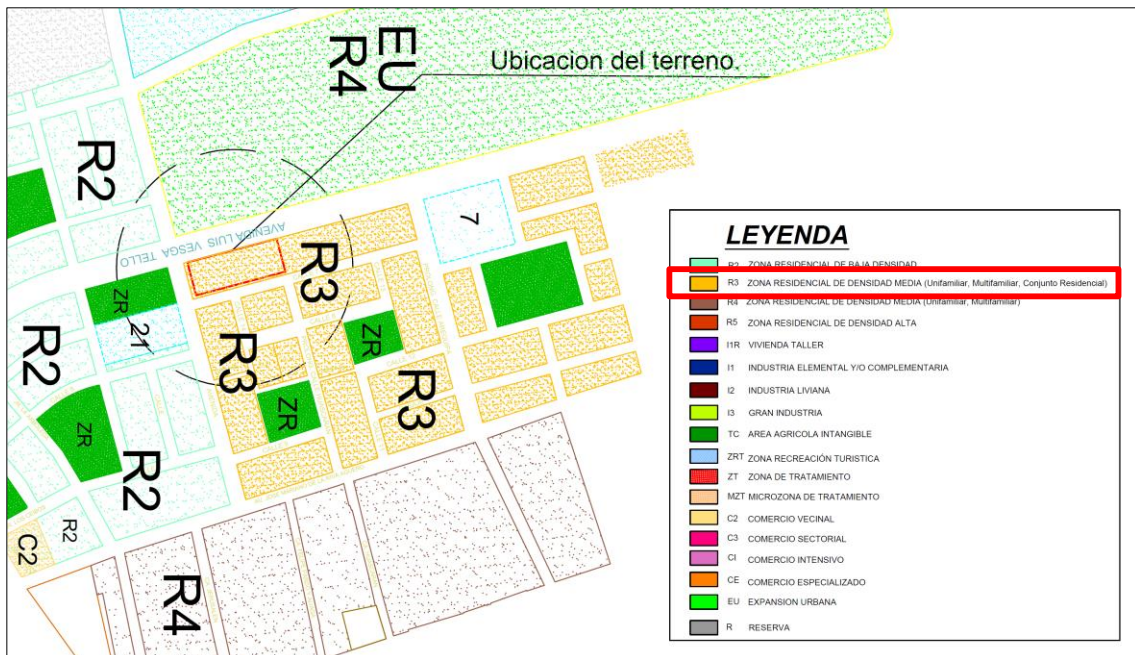 EU
R4
Ubicacion del terreno.
R2
AVENIDA LUIS VESGA TELLO
7
R3
ZR
21
ZR
R2
R3
ZR
R3
ZR
R2
R2
C2
R4
LEYENDA
R2 ZONA RESIDENCIAL DE BAJA DENSIDAD
R3 ZONA RESIDENCIAL DE DENSIDAD MEDIA (Unifamiliar, Multifamiliar, Conjunto Residencial)
R4 ZONA RESIDENCIAL DE DENSIDAD MEDIA (Unifamiliar, Multifamiliar)
R5 ZONA RESIDENCIAL DE DENSIDAD ALTA
I1R VIVIENDA TALLER
I1 INDUSTRIA ELEMENTAL Y/O COMPLEMENTARIA
I2 INDUSTRIA LIVIANA
I3 GRAN INDUSTRIA
TC AREA AGRICOLA INTANGIBLE
ZRT ZONA RECREACIÓN TURISTICA
ZT ZONA DE TRATAMIENTO
MZT MICROZONA DE TRATAMIENTO
C2 COMERCIO VECINAL
C3 COMERCIO SECTORIAL
CI COMERCIO INTENSIVO
CE COMERCIO ESPECIALIZADO
EU EXPANSION URBANA
R RESERVA